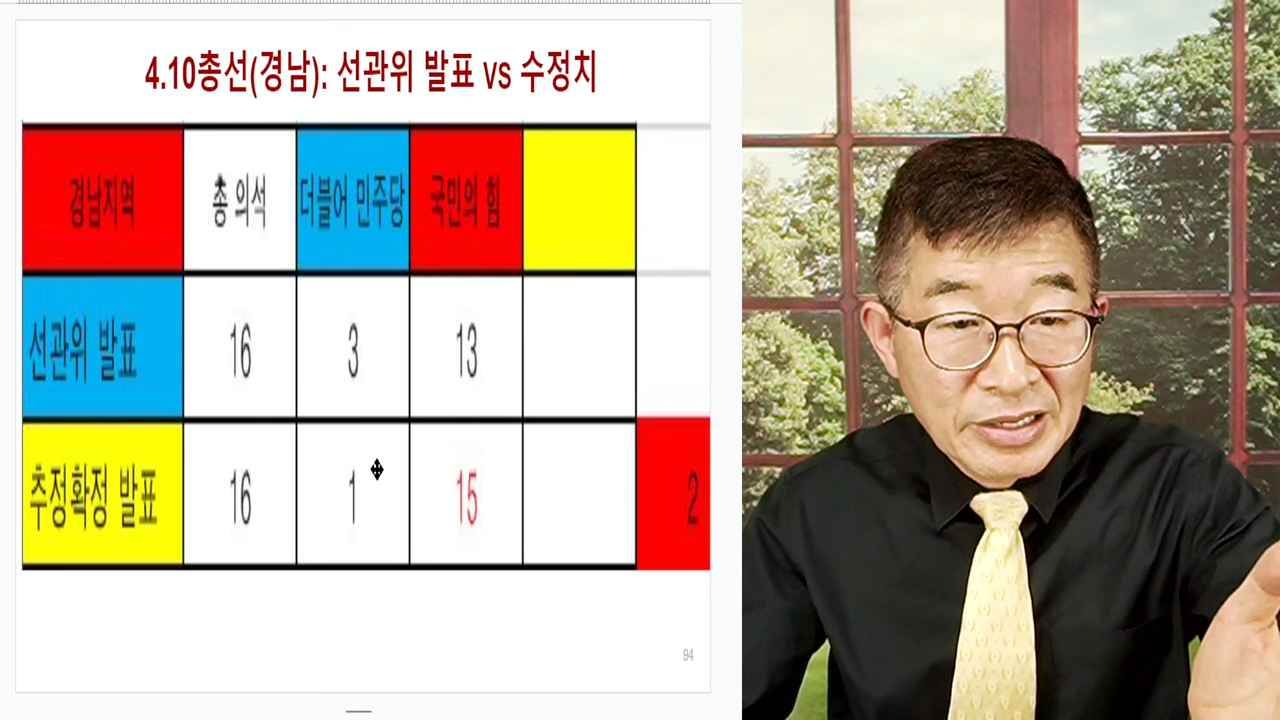 4.10총선(경남): 선관위 발표 vs 수정치
경남지역 총 의석 더불어 민주당 국민의 힘
선관위 발표 16 3 13
추정확정 발표 16 1 15 2
94